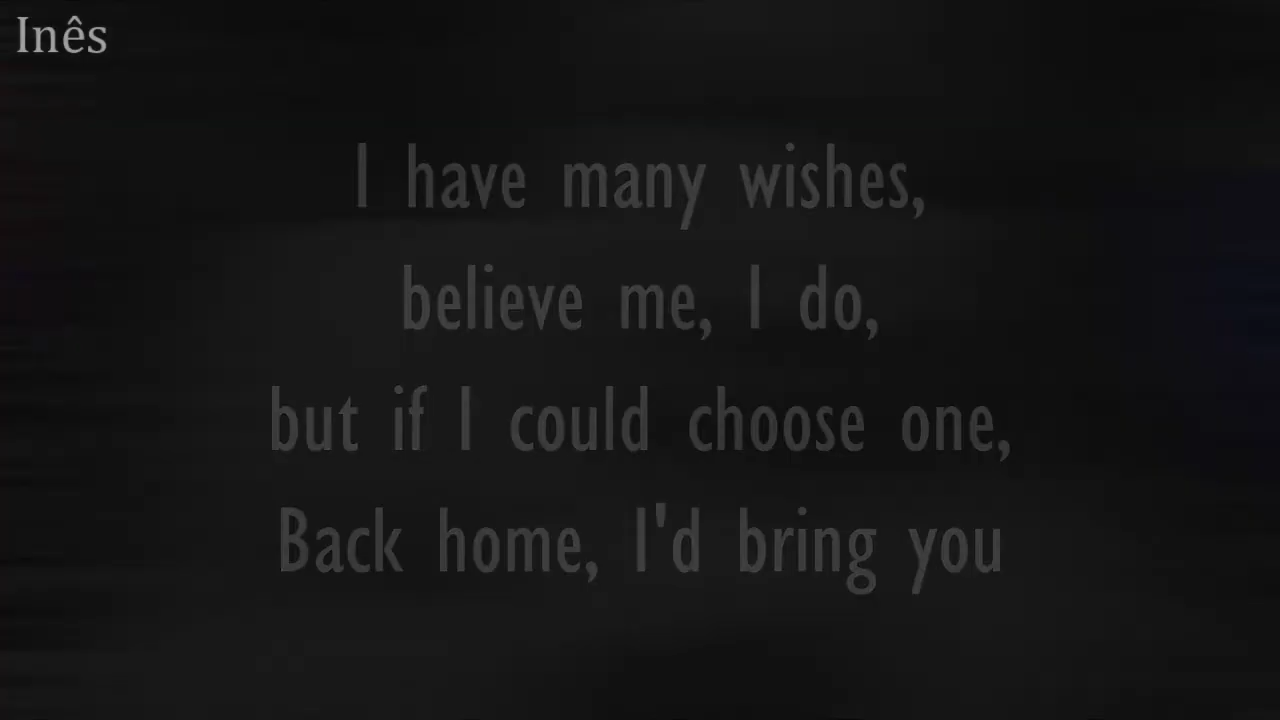 Inês
I have many wishes,
believe me, I do,
but if I could choose one,
Back home, I'd bring you